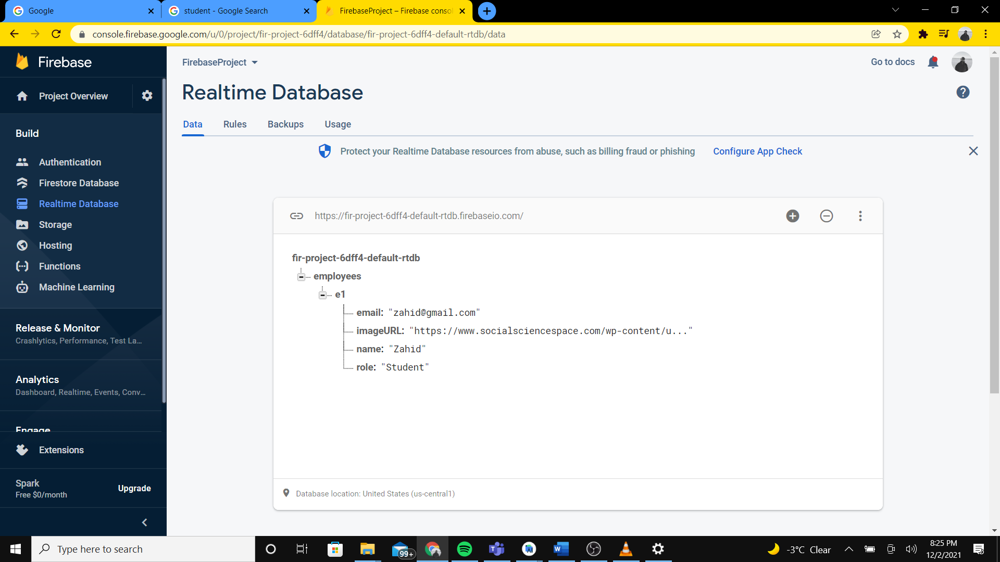 Google
student - Google Search
FirebaseProject – Firebase conso
console.firebase.google.com/u/0/project/fir-project-6dff4/database/fir-project-6dff4-default-rtdb/data
Firebase
FirebaseProject
Go to docs
Project Overview
Realtime Database
Data Rules Backups Usage
Build
Protect your Realtime Database resources from abuse, such as billing fraud or phishing Configure App Check
Authentication
Firestore Database
Realtime Database
Storage
Hosting
Functions
Machine Learning
https://fir-project-6dff4-default-rtdb.firebaseio.com/
fir-project-6dff4-default-rtdb
employees
e1
email: "zahid@gmail.com"
imageURL: "https://www.socialsciencespace.com/wp-content/u..."
name: "Zahid"
role: "Student"
Release & Monitor
Crashlytics, Performance, Test La...
Analytics
Dashboard, Realtime, Events, Conv...
Engage
Extensions
Spark
Free $0/month
Upgrade
Database location: United States (us-central1)
Type here to search
99+
-3°C Clear
8:25 PM
12/2/2021